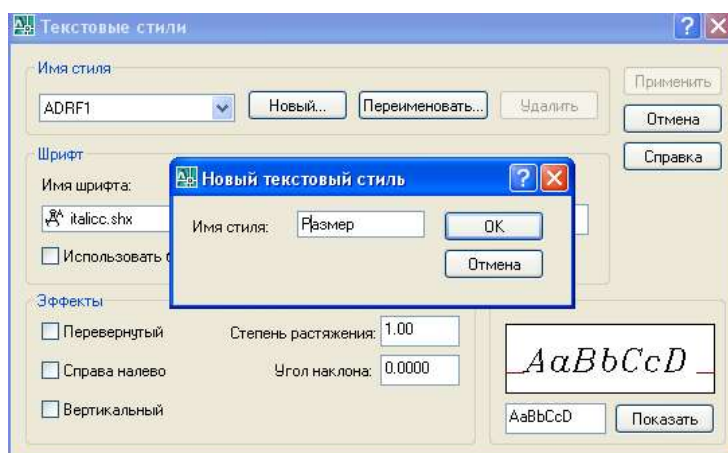 Текстовые стили
Имя стиля
ADRF1
Новый...
Переименовать...
Удалить
Применить
Отмена
Справка
Шрифт
Имя шрифта:
italicc.shx
Использовать
Новый текстовый стиль
Имя стиля:
Размер
OK
Отмена
Эффекты
Перевернутый
Справа налево
Вертикальный
Степень растяжения:
1.00
Угол наклона:
0.0000
AaBbCcD
AaBbCcD
Показать